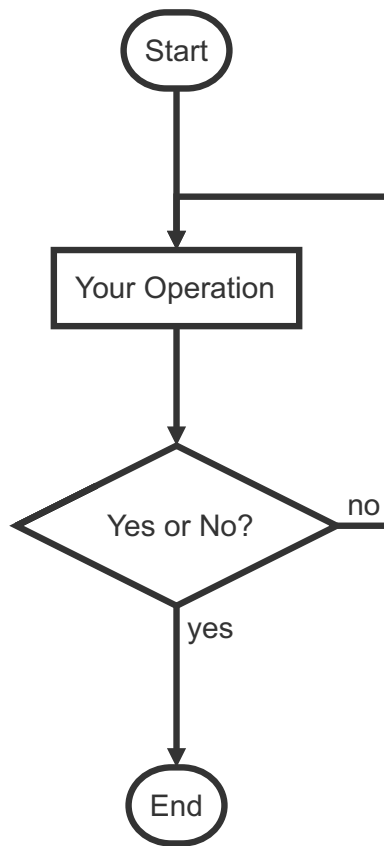 Start
Your Operation
Yes or No?
no
yes
End